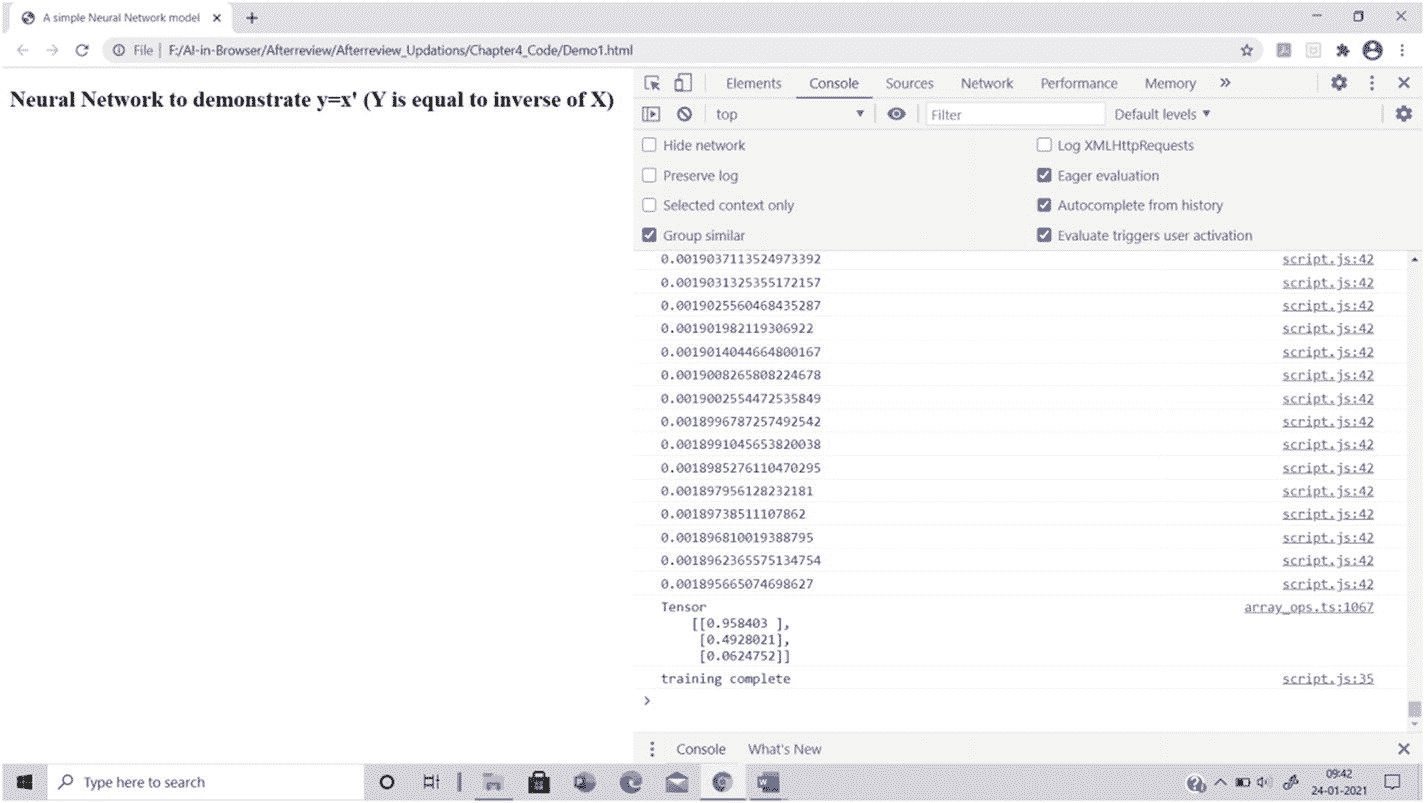 A simple Neural Network model
File | F:/AI-in-Browser/Afterreview/Afterreview_Updations/Chapter4_Code/Demo1.html
Neural Network to demonstrate y=x' (Y is equal to inverse of X)
Elements Console Sources Network Performance Memory »
top Filter Default levels
Hide network Log XMLHttpRequests
Preserve log Eager evaluation
Selected context only Autocomplete from history
Group similar Evaluate triggers user activation
0.0019037113524973392 script.js:42
0.0019031325355172157 script.js:42
0.0019025560468435287 script.js:42
0.001901982119306922 script.js:42
0.0019014044664800167 script.js:42
0.0019008265808224678 script.js:42
0.0019002554472535849 script.js:42
0.0018996787257492542 script.js:42
0.0018991045653820038 script.js:42
0.0018985276110470295 script.js:42
0.001897956128232181 script.js:42
0.00189738511107862 script.js:42
0.001896810019388795 script.js:42
0.0018962365575134754 script.js:42
0.001895665074698627 script.js:42
Tensor array_ops.ts:1067
[[0.958403 ],
[0.4928021],
[0.0624752]]
training complete script.js:35
>
Console What's New
Type here to search
09:42
24-01-2021